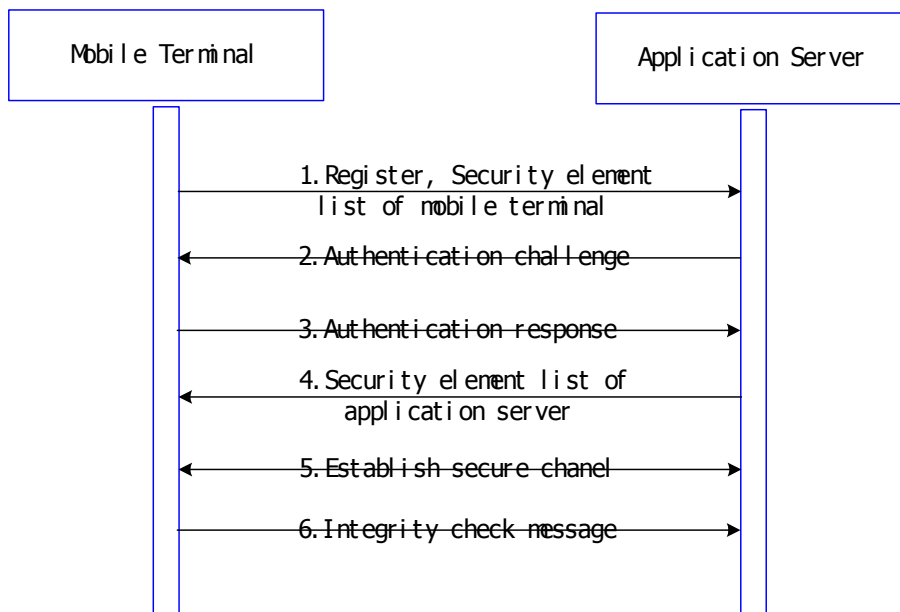 Mobile Terminal
Application Server
1.Register, Security element
list of mobile terminal
2.Authentication challenge
3.Authentication response
4.Security element list of
application server
5.Establish secure chanel
6.Integrity check message